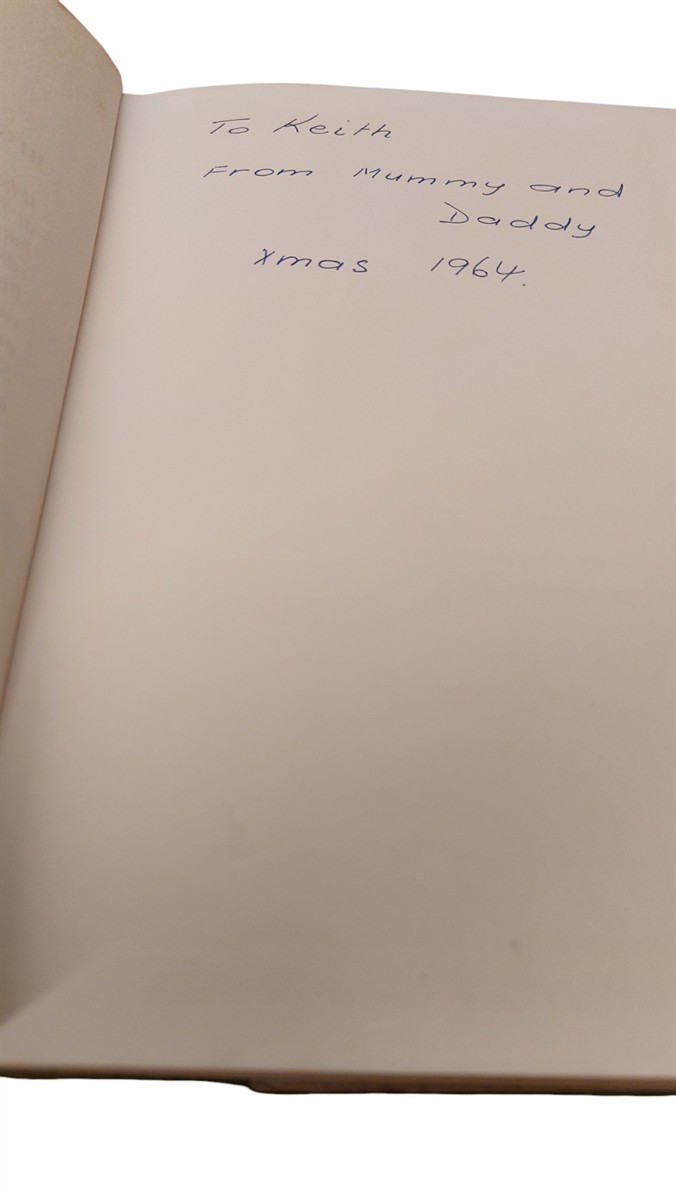 To Keith
From Mummy and
Daddy
Xmas 1964.